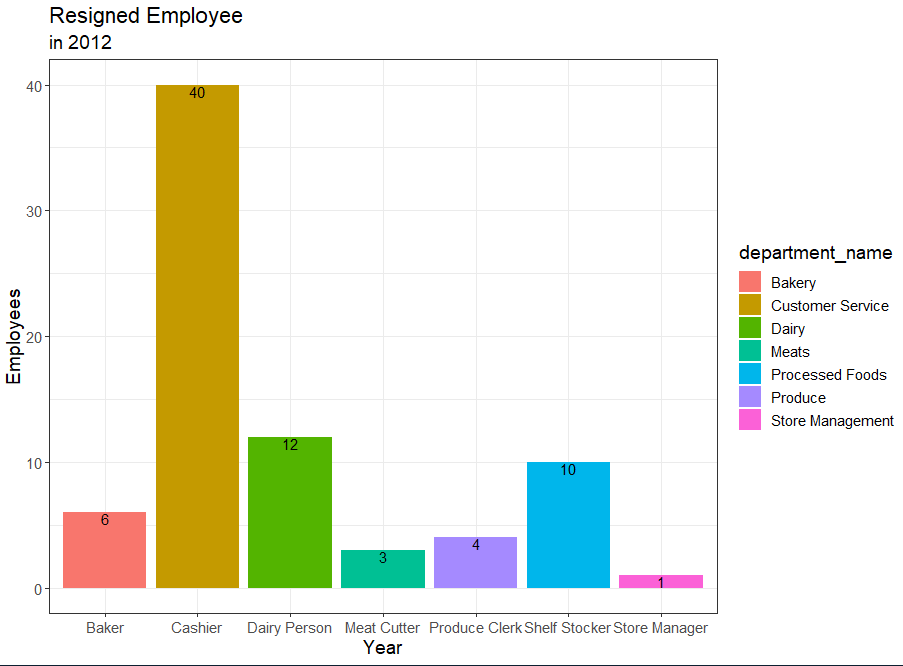 Resigned Employee
in 2012
40
30
20
10
0
Employees
6
40
12
3
4
10
1
Baker Cashier Dairy Person Meat Cutter Produce Clerk Shelf Stocker Store Manager
Year
department_name
Bakery
Customer Service
Dairy
Meats
Processed Foods
Produce
Store Management